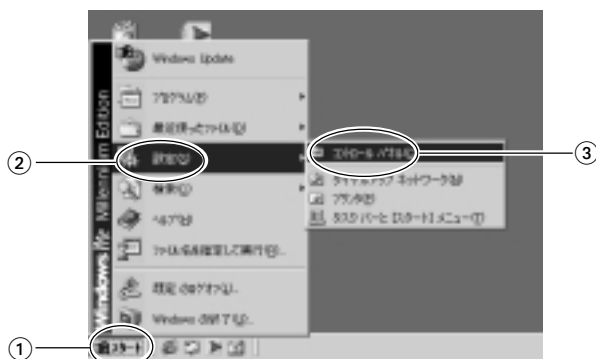 Windows Update
プログラム(P)
最近使ったファイル(D)
②
設定(S)
コントロール パネル(C)
③
ダイヤルアップ ネットワーク(N)
検索(C)
プリンタ(P)
ヘルプ(H)
タスク バーと [スタート] メニュー(T)
ファイル名を指定して実行(R)...
Windows Me Millennium Edition
Windows の終了(U)...
①
スタート